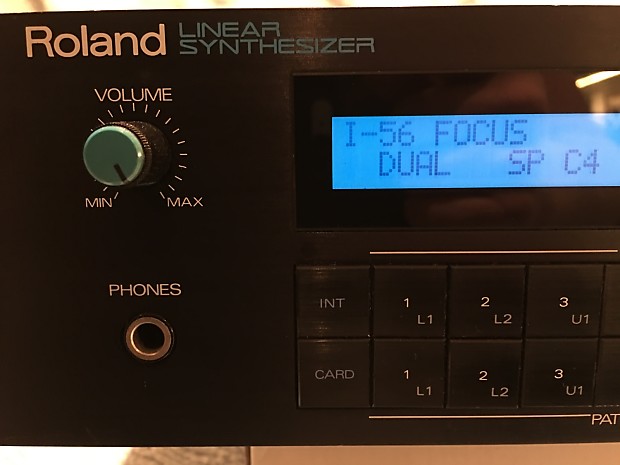 Roland LINEAR SYNTHESIZER
VOLUME
MIN MAX
PHONES
I-56 FOCUS
DUAL SP C4
INT 1 L1 2 L2 3 U1
CARD 1 L1 2 L2 3 U1